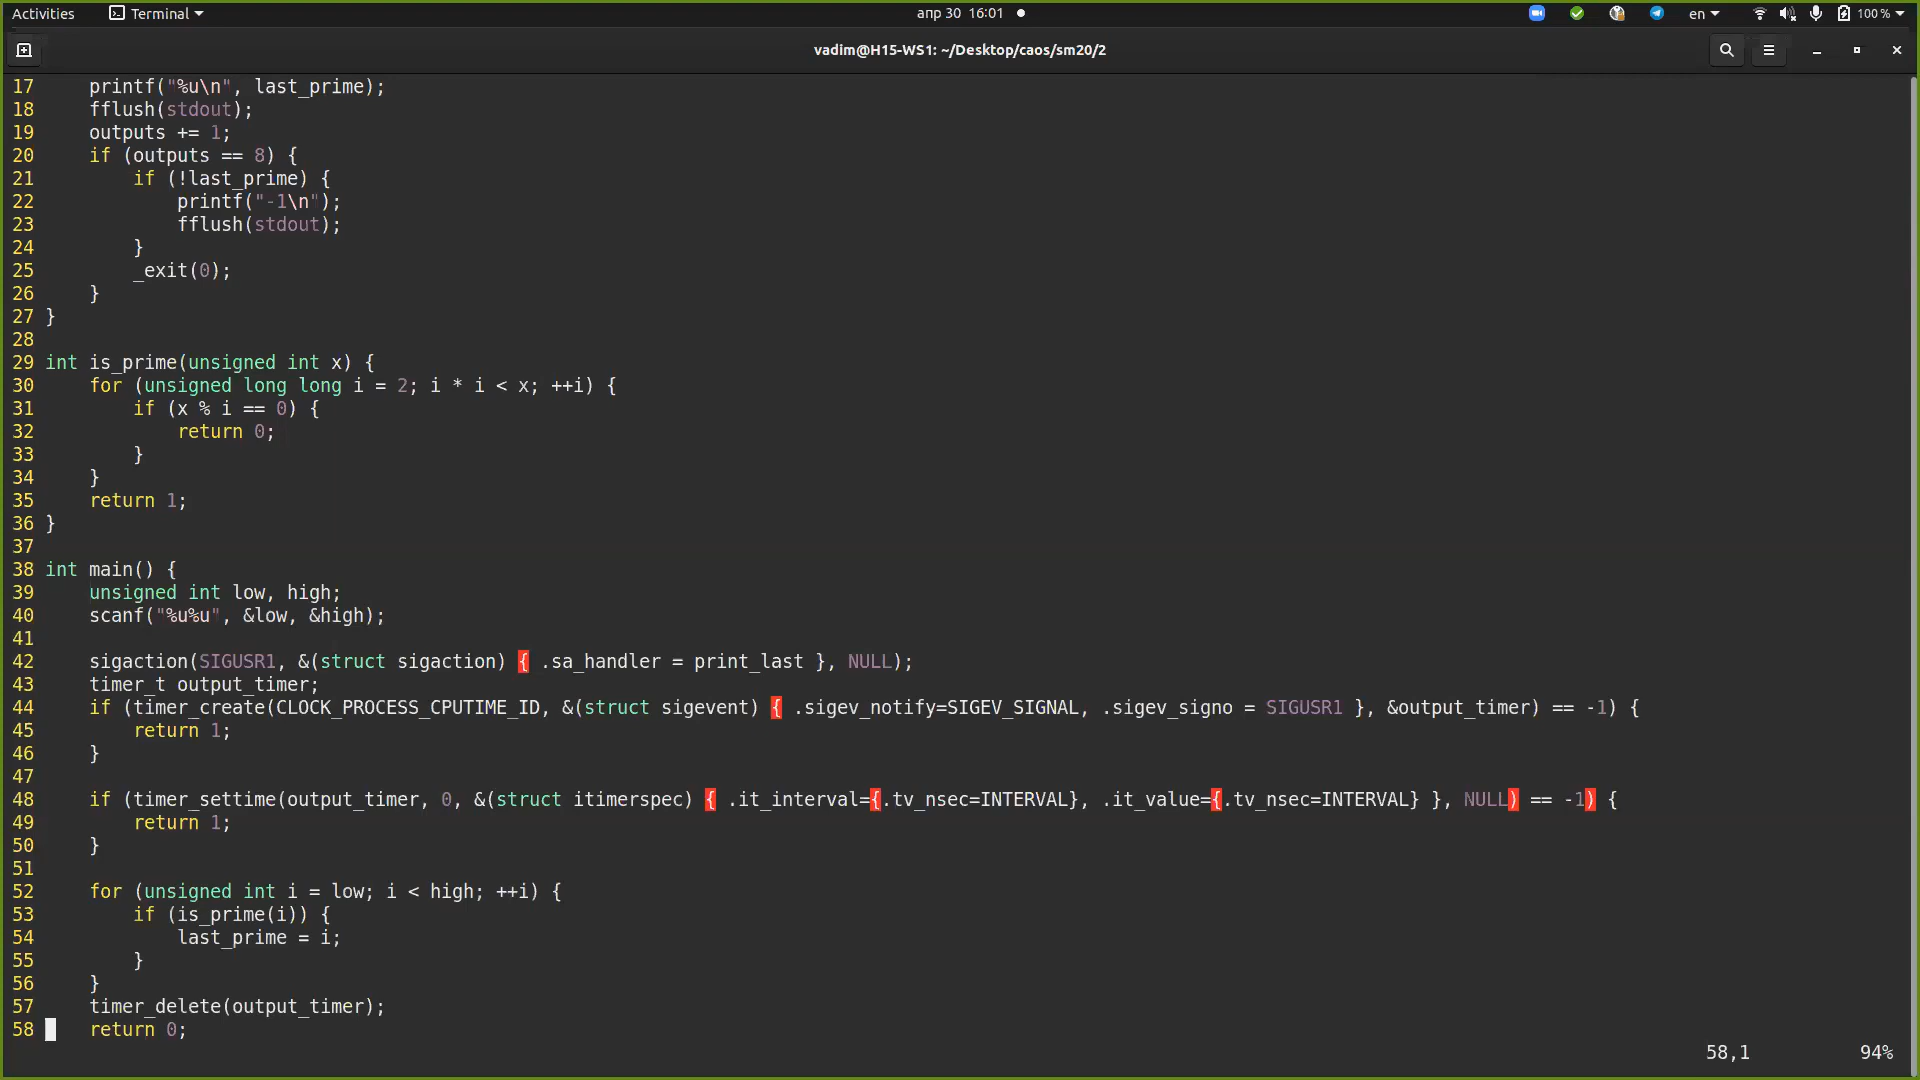 Activities Terminal апр 30 16:01 en 100 %
vadim@H15-WS1: ~/Desktop/caos/sm20/2
17     printf("%u\n", last_prime);
18     fflush(stdout);
19     outputs += 1;
20     if (outputs == 8) {
21         if (!last_prime) {
22             printf("-1\n");
23             fflush(stdout);
24         }
25         _exit(0);
26     }
27 }
28
29 int is_prime(unsigned int x) {
30     for (unsigned long long i = 2; i * i < x; ++i) {
31         if (x % i == 0) {
32             return 0;
33         }
34     }
35     return 1;
36 }
37
38 int main() {
39     unsigned int low, high;
40     scanf("%u%u", &low, &high);
41
42     sigaction(SIGUSR1, &(struct sigaction) { .sa_handler = print_last }, NULL);
43     timer_t output_timer;
44     if (timer_create(CLOCK_PROCESS_CPUTIME_ID, &(struct sigevent) { .sigev_notify=SIGEV_SIGNAL, .sigev_signo = SIGUSR1 }, &output_timer) == -1) {
45         return 1;
46     }
47
48     if (timer_settime(output_timer, 0, &(struct itimerspec) { .it_interval={.tv_nsec=INTERVAL}, .it_value={.tv_nsec=INTERVAL} }, NULL) == -1) {
49         return 1;
50     }
51
52     for (unsigned int i = low; i < high; ++i) {
53         if (is_prime(i)) {
54             last_prime = i;
55         }
56     }
57     timer_delete(output_timer);
58     return 0;
58,1 94%